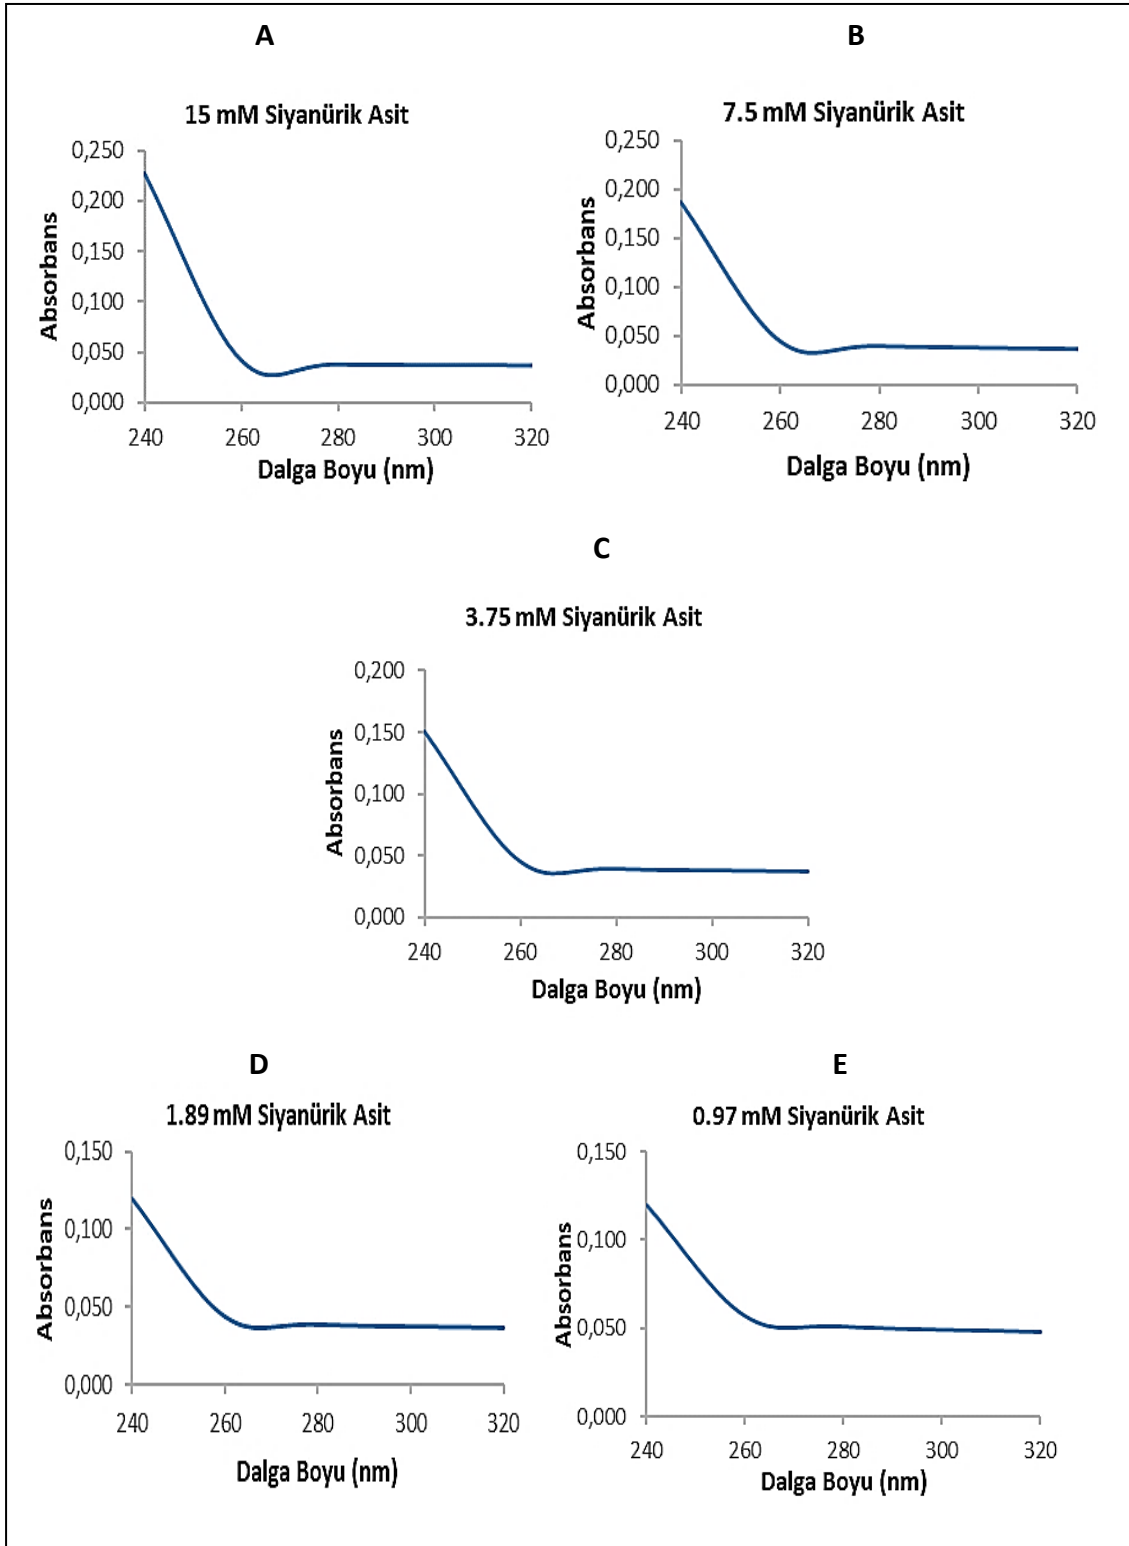 A
15 mM Siyanürik Asit
0,250
0,200
0,150
0,100
0,050
0,000
Absorbans
240 260 280 300 320
Dalga Boyu (nm)
B
7.5 mM Siyanürik Asit
0,250
0,200
0,150
0,100
0,050
0,000
Absorbans
240 260 280 300 320
Dalga Boyu (nm)
C
3.75 mM Siyanürik Asit
0,200
0,150
0,100
0,050
0,000
Absorbans
240 260 280 300 320
Dalga Boyu (nm)
D
1.89 mM Siyanürik Asit
0,150
0,100
0,050
0,000
Absorbans
240 260 280 300 320
Dalga Boyu (nm)
E
0.97 mM Siyanürik Asit
0,150
0,100
0,050
0,000
Absorbans
240 260 280 300 320
Dalga Boyu (nm)